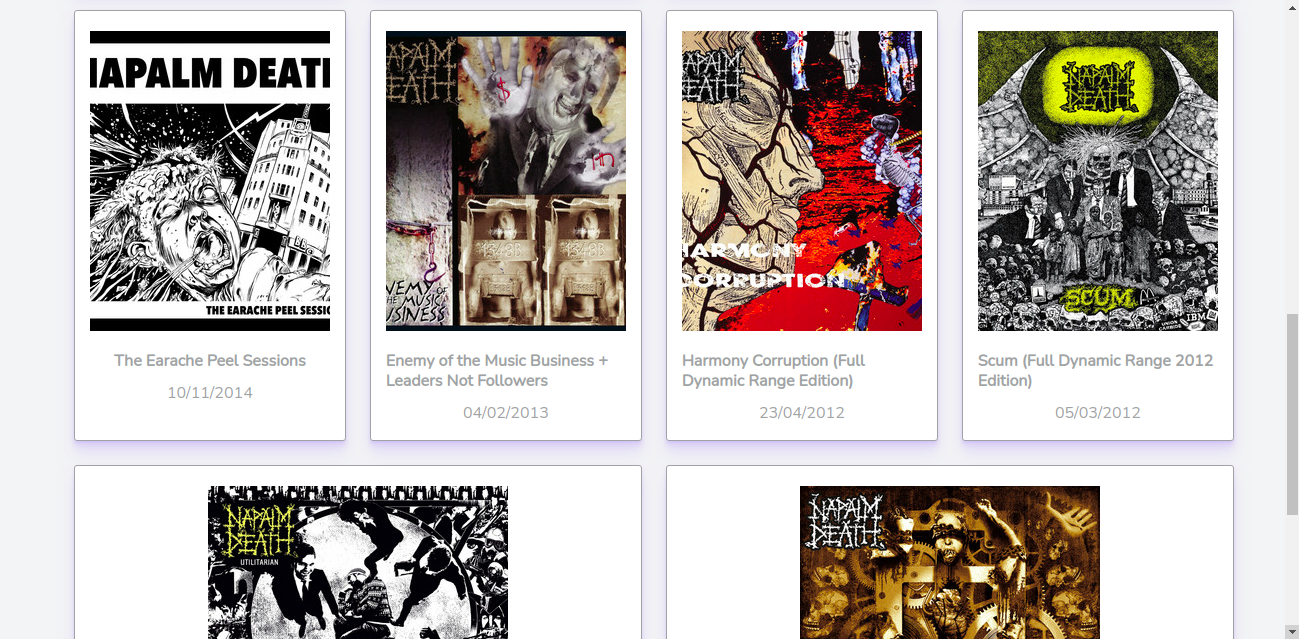 NAPALM DEATH
THE EARACHE PEEL SESSIO
The Earache Peel Sessions
10/11/2014
NAPALM
DEATH
$
ENEMY OF
THE MUSIC
BUSINESS
Enemy of the Music Business +
Leaders Not Followers
04/02/2013
NAPALM
DEATH
HARMONY
CORRUPTION
Harmony Corruption (Full
Dynamic Range Edition)
23/04/2012
NAPALM
DEATH
SCUM
IBM
Scum (Full Dynamic Range 2012
Edition)
05/03/2012
NAPALM
DEATH
UTILITARIAN
NAPALM
DEATH